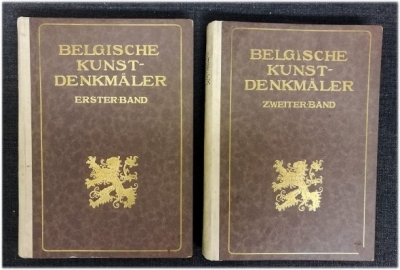 BELGISCHE
KUNST-
DENKMÄLER
ERSTER·BAND
BELGISCHE
KUNST-
DENKMÄLER
ZWEITER·BAND